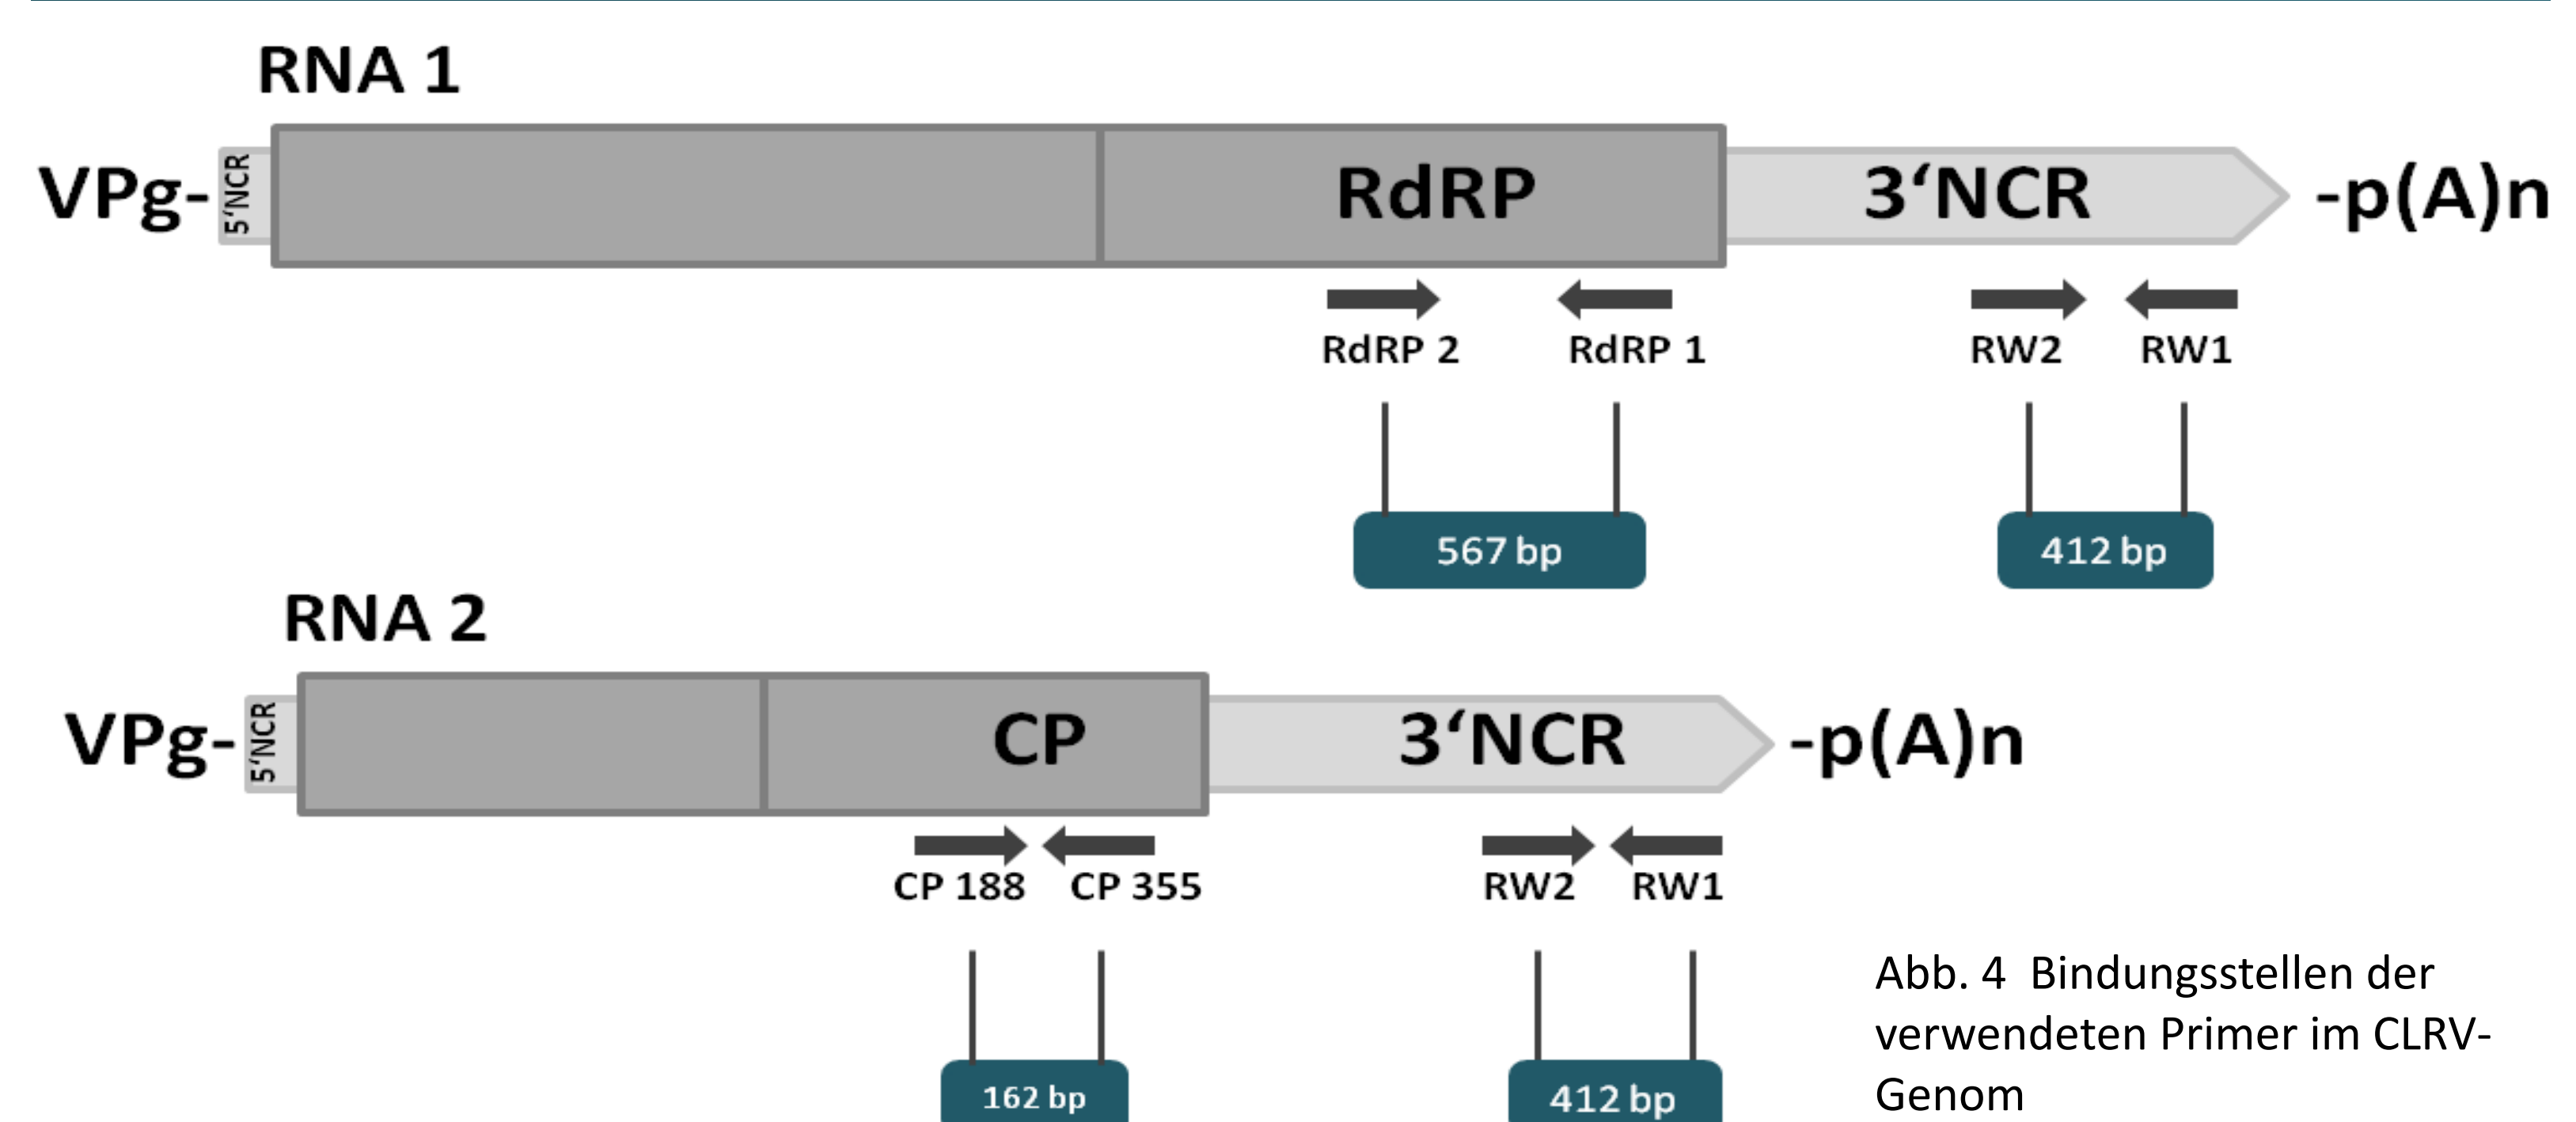 RNA 1
VPg- 5‘NCR RdRP 3‘NCR -p(A)n
RdRP 2 RdRP 1 RW2 RW1
567 bp 412 bp
RNA 2
VPg- 5‘NCR CP 3‘NCR -p(A)n
CP 188 CP 355 RW2 RW1
162 bp 412 bp
Abb. 4 Bindungsstellen der
verwendeten Primer im CLRV-
Genom